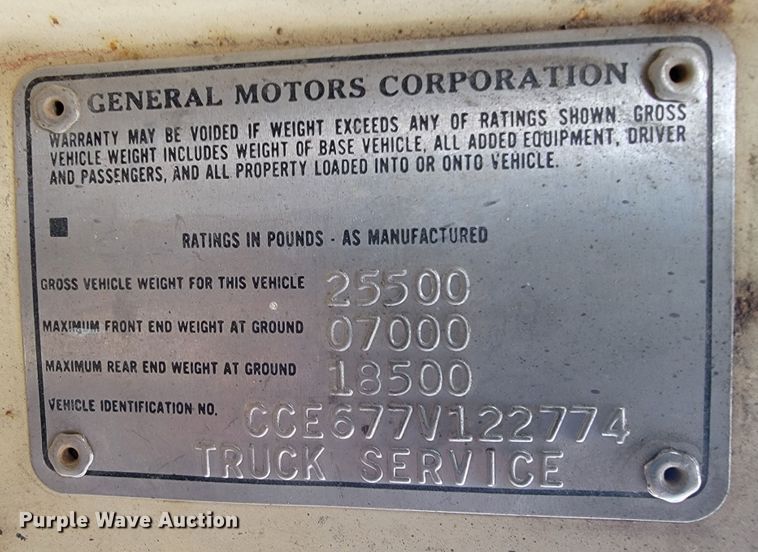 GENERAL MOTORS CORPORATION
WARRANTY MAY BE VOIDED IF WEIGHT EXCEEDS ANY OF RATINGS SHOWN. GROSS
VEHICLE WEIGHT INCLUDES WEIGHT OF BASE VEHICLE, ALL ADDED EQUIPMENT, DRIVER
AND PASSENGERS, AND ALL PROPERTY LOADED INTO OR ONTO VEHICLE.
RATINGS IN POUNDS - AS MANUFACTURED
GROSS VEHICLE WEIGHT FOR THIS VEHICLE 25500
MAXIMUM FRONT END WEIGHT AT GROUND 07000
MAXIMUM REAR END WEIGHT AT GROUND 18500
VEHICLE IDENTIFICATION NO. CCE677V122774
TRUCK SERVICE
Purple Wave Auction